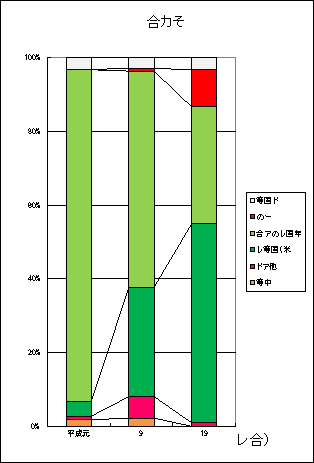 合力そ
100%
80%
60%
40%
20%
0%
平成元
9
19
レ合)
等国ド
のー
合アのレ国年
レ等国(米
ドア他
等中